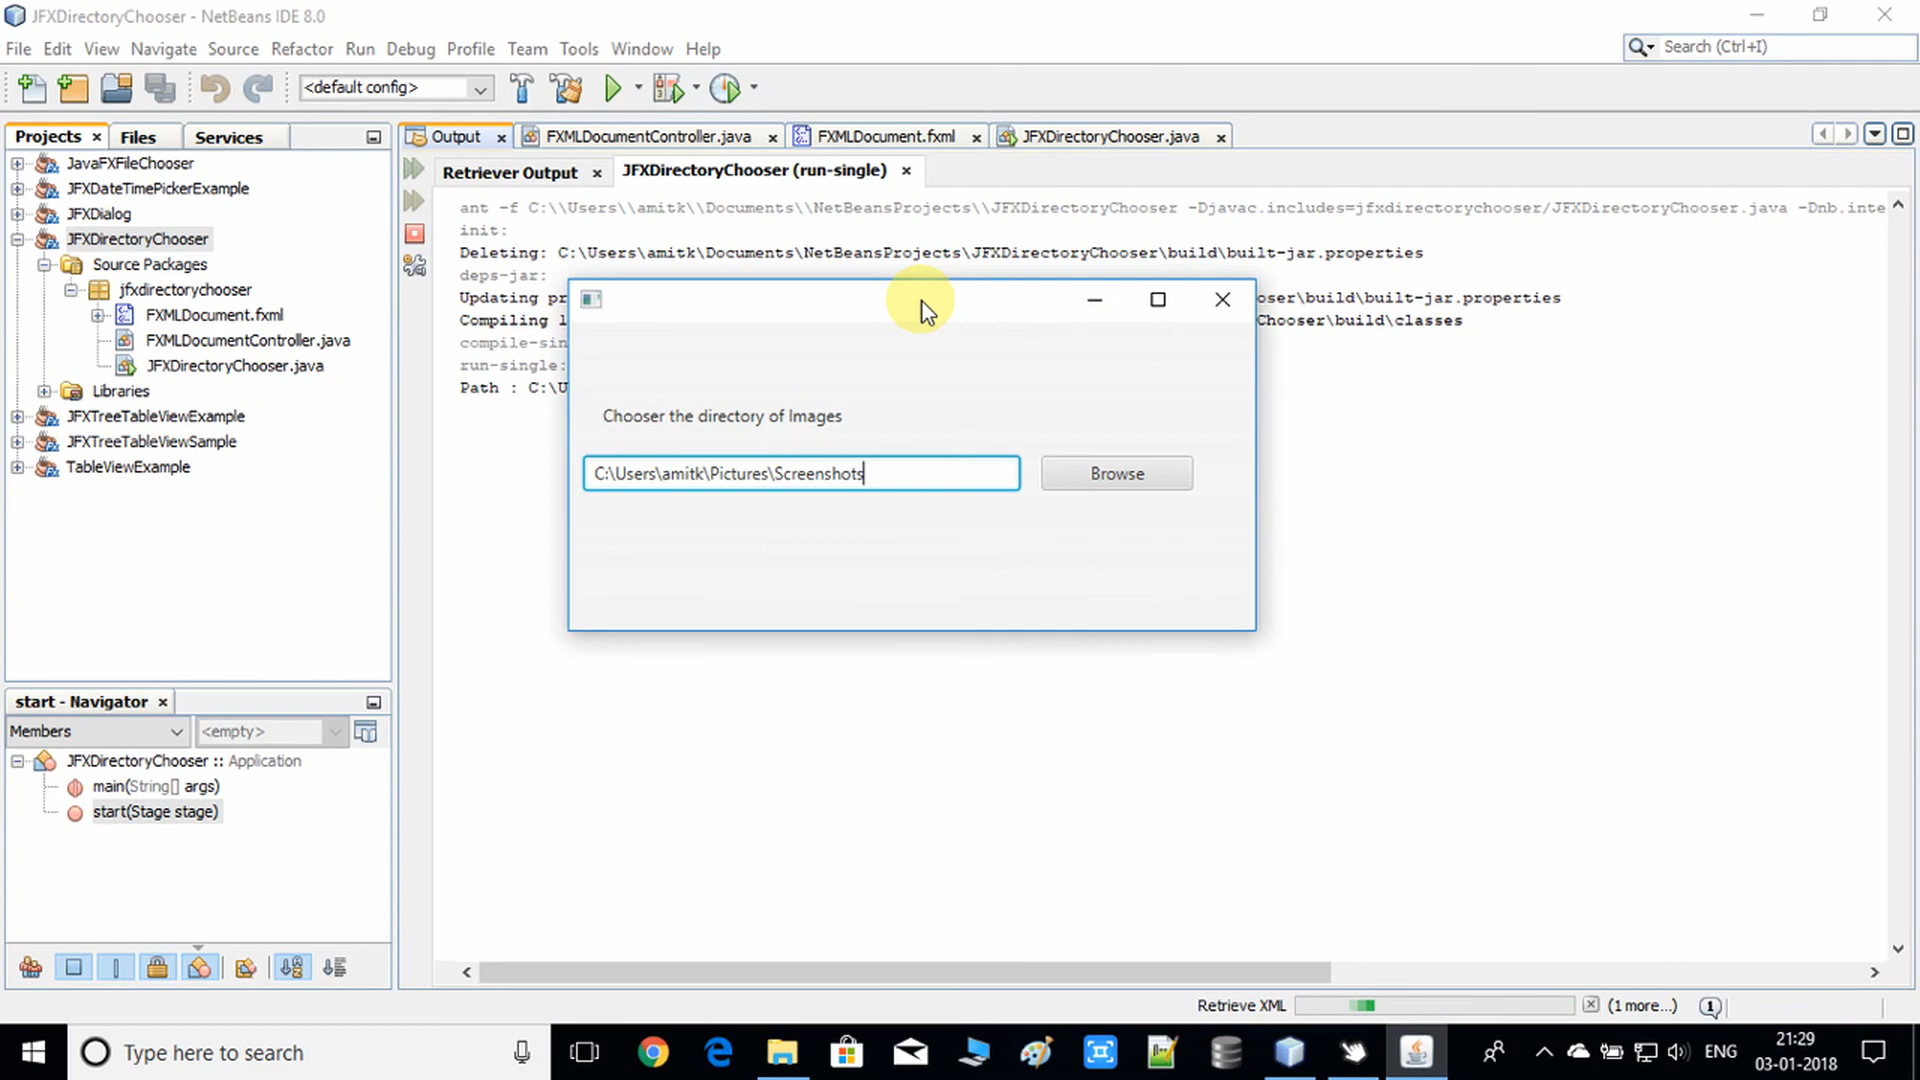 JFXDirectoryChooser - NetBeans IDE 8.0
File Edit View Navigate Source Refactor Run Debug Profile Team Tools Window Help
Search (Ctrl+I)
<default config>
Projects Files Services
Output FXMLDocumentController.java FXMLDocument.fxml JFXDirectoryChooser.java
Retriever Output JFXDirectoryChooser (run-single)
JavaFXFileChooser
JFXDateTimePickerExample
JFXDialog
JFXDirectoryChooser
Source Packages
jfxdirectorychooser
FXMLDocument.fxml
FXMLDocumentController.java
JFXDirectoryChooser.java
Libraries
JFXTreeTableViewExample
JFXTreeTableViewSample
TableViewExample
ant -f C:\\Users\\amitk\\Documents\\NetBeansProjects\\JFXDirectoryChooser -Djavac.includes=jfxdirectorychooser/JFXDirectoryChooser.java -Dnb.inte
init:
Deleting: C:\Users\amitk\Documents\NetBeansProjects\JFXDirectoryChooser\build\built-jar.properties
deps-jar:
Updating pr oser\build\built-jar.properties
Compiling 1 Chooser\build\classes
compile-sin
run-single:
Path : C:\U
Chooser the directory of Images
C:\Users\amitk\Pictures\Screenshots
Browse
start - Navigator
Members <empty>
JFXDirectoryChooser :: Application
main(String[] args)
start(Stage stage)
Retrieve XML (1 more...) 1
Type here to search
ENG
21:29
03-01-2018